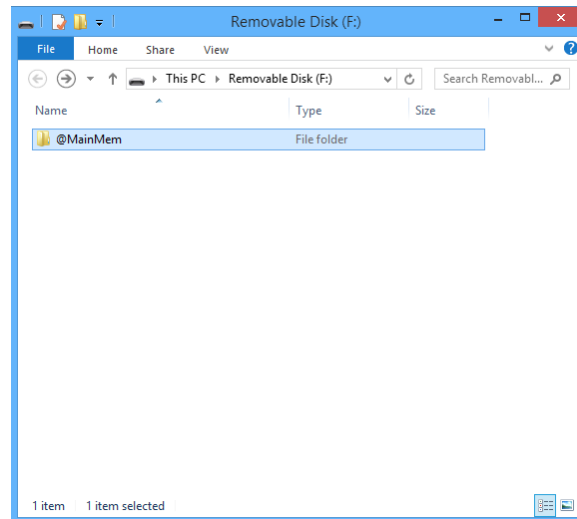 Removable Disk (F:)
File Home Share View
This PC Removable Disk (F:) Search Removabl...
Name Type Size
@MainMem File folder
1 item 1 item selected